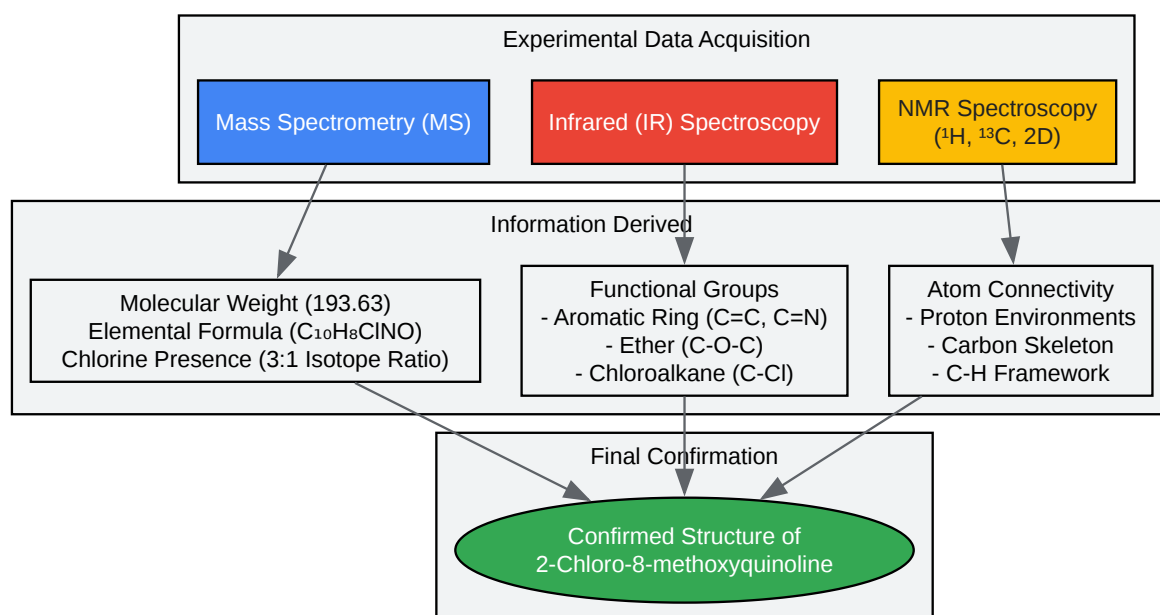 Experimental Data Acquisition
Mass Spectrometry (MS)
Infrared (IR) Spectroscopy
NMR Spectroscopy
(¹H, ¹³C, 2D)
Information Derived
Molecular Weight (193.63)
Elemental Formula (C₁₀H₈ClNO)
Chlorine Presence (3:1 Isotope Ratio)
Functional Groups
- Aromatic Ring (C=C, C=N)
- Ether (C-O-C)
- Chloroalkane (C-Cl)
Atom Connectivity
- Proton Environments
- Carbon Skeleton
- C-H Framework
Final Confirmation
Confirmed Structure of
2-Chloro-8-methoxyquinoline